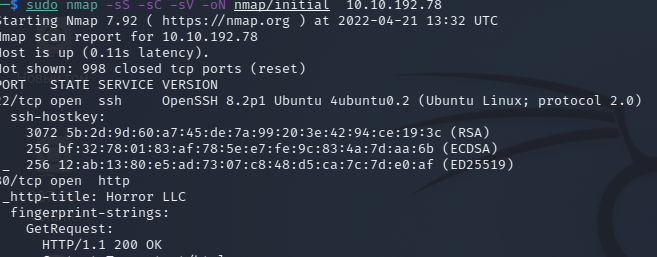 ─$ sudo nmap -sS -sC -sV -oN nmap/initial 10.10.192.78
Starting Nmap 7.92 ( https://nmap.org ) at 2022-04-21 13:32 UTC
Nmap scan report for 10.10.192.78
Host is up (0.11s latency).
Not shown: 998 closed tcp ports (reset)
PORT STATE SERVICE VERSION
22/tcp open ssh OpenSSH 8.2p1 Ubuntu 4ubuntu0.2 (Ubuntu Linux; protocol 2.0)
ssh-hostkey:
3072 5b:2d:9d:60:a7:45:de:7a:99:20:3e:42:94:ce:19:3c (RSA)
256 bf:32:78:01:83:af:78:5e:e7:fe:9c:83:4a:7d:aa:6b (ECDSA)
_ 256 12:ab:13:80:e5:ad:73:07:c8:48:d5:ca:7c:7d:e0:af (ED25519)
80/tcp open http
_http-title: Horror LLC
fingerprint-strings:
GetRequest:
HTTP/1.1 200 OK